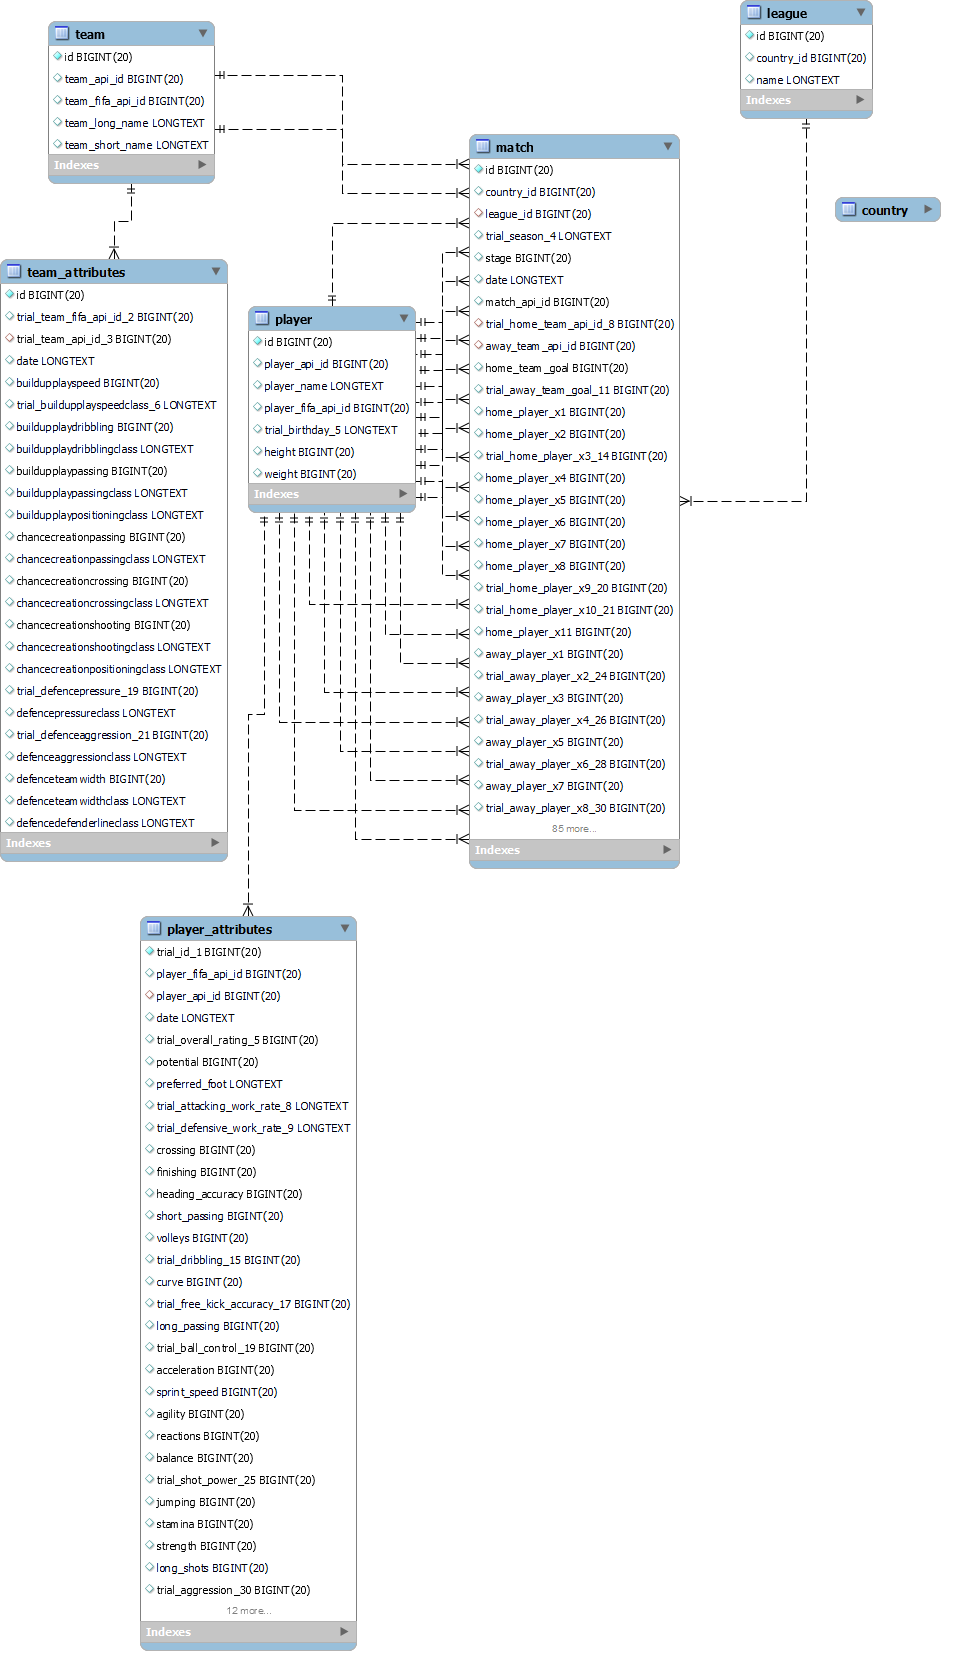 team
id BIGINT(20)
team_api_id BIGINT(20)
team_fifa_api_id BIGINT(20)
team_long_name LONGTEXT
team_short_name LONGTEXT
Indexes
league
id BIGINT(20)
country_id BIGINT(20)
name LONGTEXT
Indexes
match
id BIGINT(20)
country_id BIGINT(20)
league_id BIGINT(20)
trial_season_4 LONGTEXT
stage BIGINT(20)
date LONGTEXT
match_api_id BIGINT(20)
trial_home_team_api_id_8 BIGINT(20)
away_team_api_id BIGINT(20)
home_team_goal BIGINT(20)
trial_away_team_goal_11 BIGINT(20)
home_player_x1 BIGINT(20)
home_player_x2 BIGINT(20)
trial_home_player_x3_14 BIGINT(20)
home_player_x4 BIGINT(20)
home_player_x5 BIGINT(20)
home_player_x6 BIGINT(20)
home_player_x7 BIGINT(20)
home_player_x8 BIGINT(20)
trial_home_player_x9_20 BIGINT(20)
trial_home_player_x10_21 BIGINT(20)
home_player_x11 BIGINT(20)
away_player_x1 BIGINT(20)
trial_away_player_x2_24 BIGINT(20)
away_player_x3 BIGINT(20)
trial_away_player_x4_26 BIGINT(20)
away_player_x5 BIGINT(20)
trial_away_player_x6_28 BIGINT(20)
away_player_x7 BIGINT(20)
trial_away_player_x8_30 BIGINT(20)
85 more...
Indexes
country
team_attributes
id BIGINT(20)
trial_team_fifa_api_id_2 BIGINT(20)
trial_team_api_id_3 BIGINT(20)
date LONGTEXT
buildupplayspeed BIGINT(20)
trial_buildupplayspeedclass_6 LONGTEXT
buildupplaydribbling BIGINT(20)
buildupplaydribblingclass LONGTEXT
buildupplaypassing BIGINT(20)
buildupplaypassingclass LONGTEXT
buildupplaypositioningclass LONGTEXT
chancecreationpassing BIGINT(20)
chancecreationpassingclass LONGTEXT
chancecreationcrossing BIGINT(20)
chancecreationcrossingclass LONGTEXT
chancecreationshooting BIGINT(20)
chancecreationshootingclass LONGTEXT
chancecreationpositioningclass LONGTEXT
trial_defencepressure_19 BIGINT(20)
defencepressureclass LONGTEXT
trial_defenceaggression_21 BIGINT(20)
defenceaggressionclass LONGTEXT
defenceteamwidth BIGINT(20)
defenceteamwidthclass LONGTEXT
defencedefenderlineclass LONGTEXT
Indexes
player
id BIGINT(20)
player_api_id BIGINT(20)
player_name LONGTEXT
player_fifa_api_id BIGINT(20)
trial_birthday_5 LONGTEXT
height BIGINT(20)
weight BIGINT(20)
Indexes
player_attributes
trial_id_1 BIGINT(20)
player_fifa_api_id BIGINT(20)
player_api_id BIGINT(20)
date LONGTEXT
trial_overall_rating_5 BIGINT(20)
potential BIGINT(20)
preferred_foot LONGTEXT
trial_attacking_work_rate_8 LONGTEXT
trial_defensive_work_rate_9 LONGTEXT
crossing BIGINT(20)
finishing BIGINT(20)
heading_accuracy BIGINT(20)
short_passing BIGINT(20)
volleys BIGINT(20)
trial_dribbling_15 BIGINT(20)
curve BIGINT(20)
trial_free_kick_accuracy_17 BIGINT(20)
long_passing BIGINT(20)
trial_ball_control_19 BIGINT(20)
acceleration BIGINT(20)
sprint_speed BIGINT(20)
agility BIGINT(20)
reactions BIGINT(20)
balance BIGINT(20)
trial_shot_power_25 BIGINT(20)
jumping BIGINT(20)
stamina BIGINT(20)
strength BIGINT(20)
long_shots BIGINT(20)
trial_aggression_30 BIGINT(20)
12 more...
Indexes